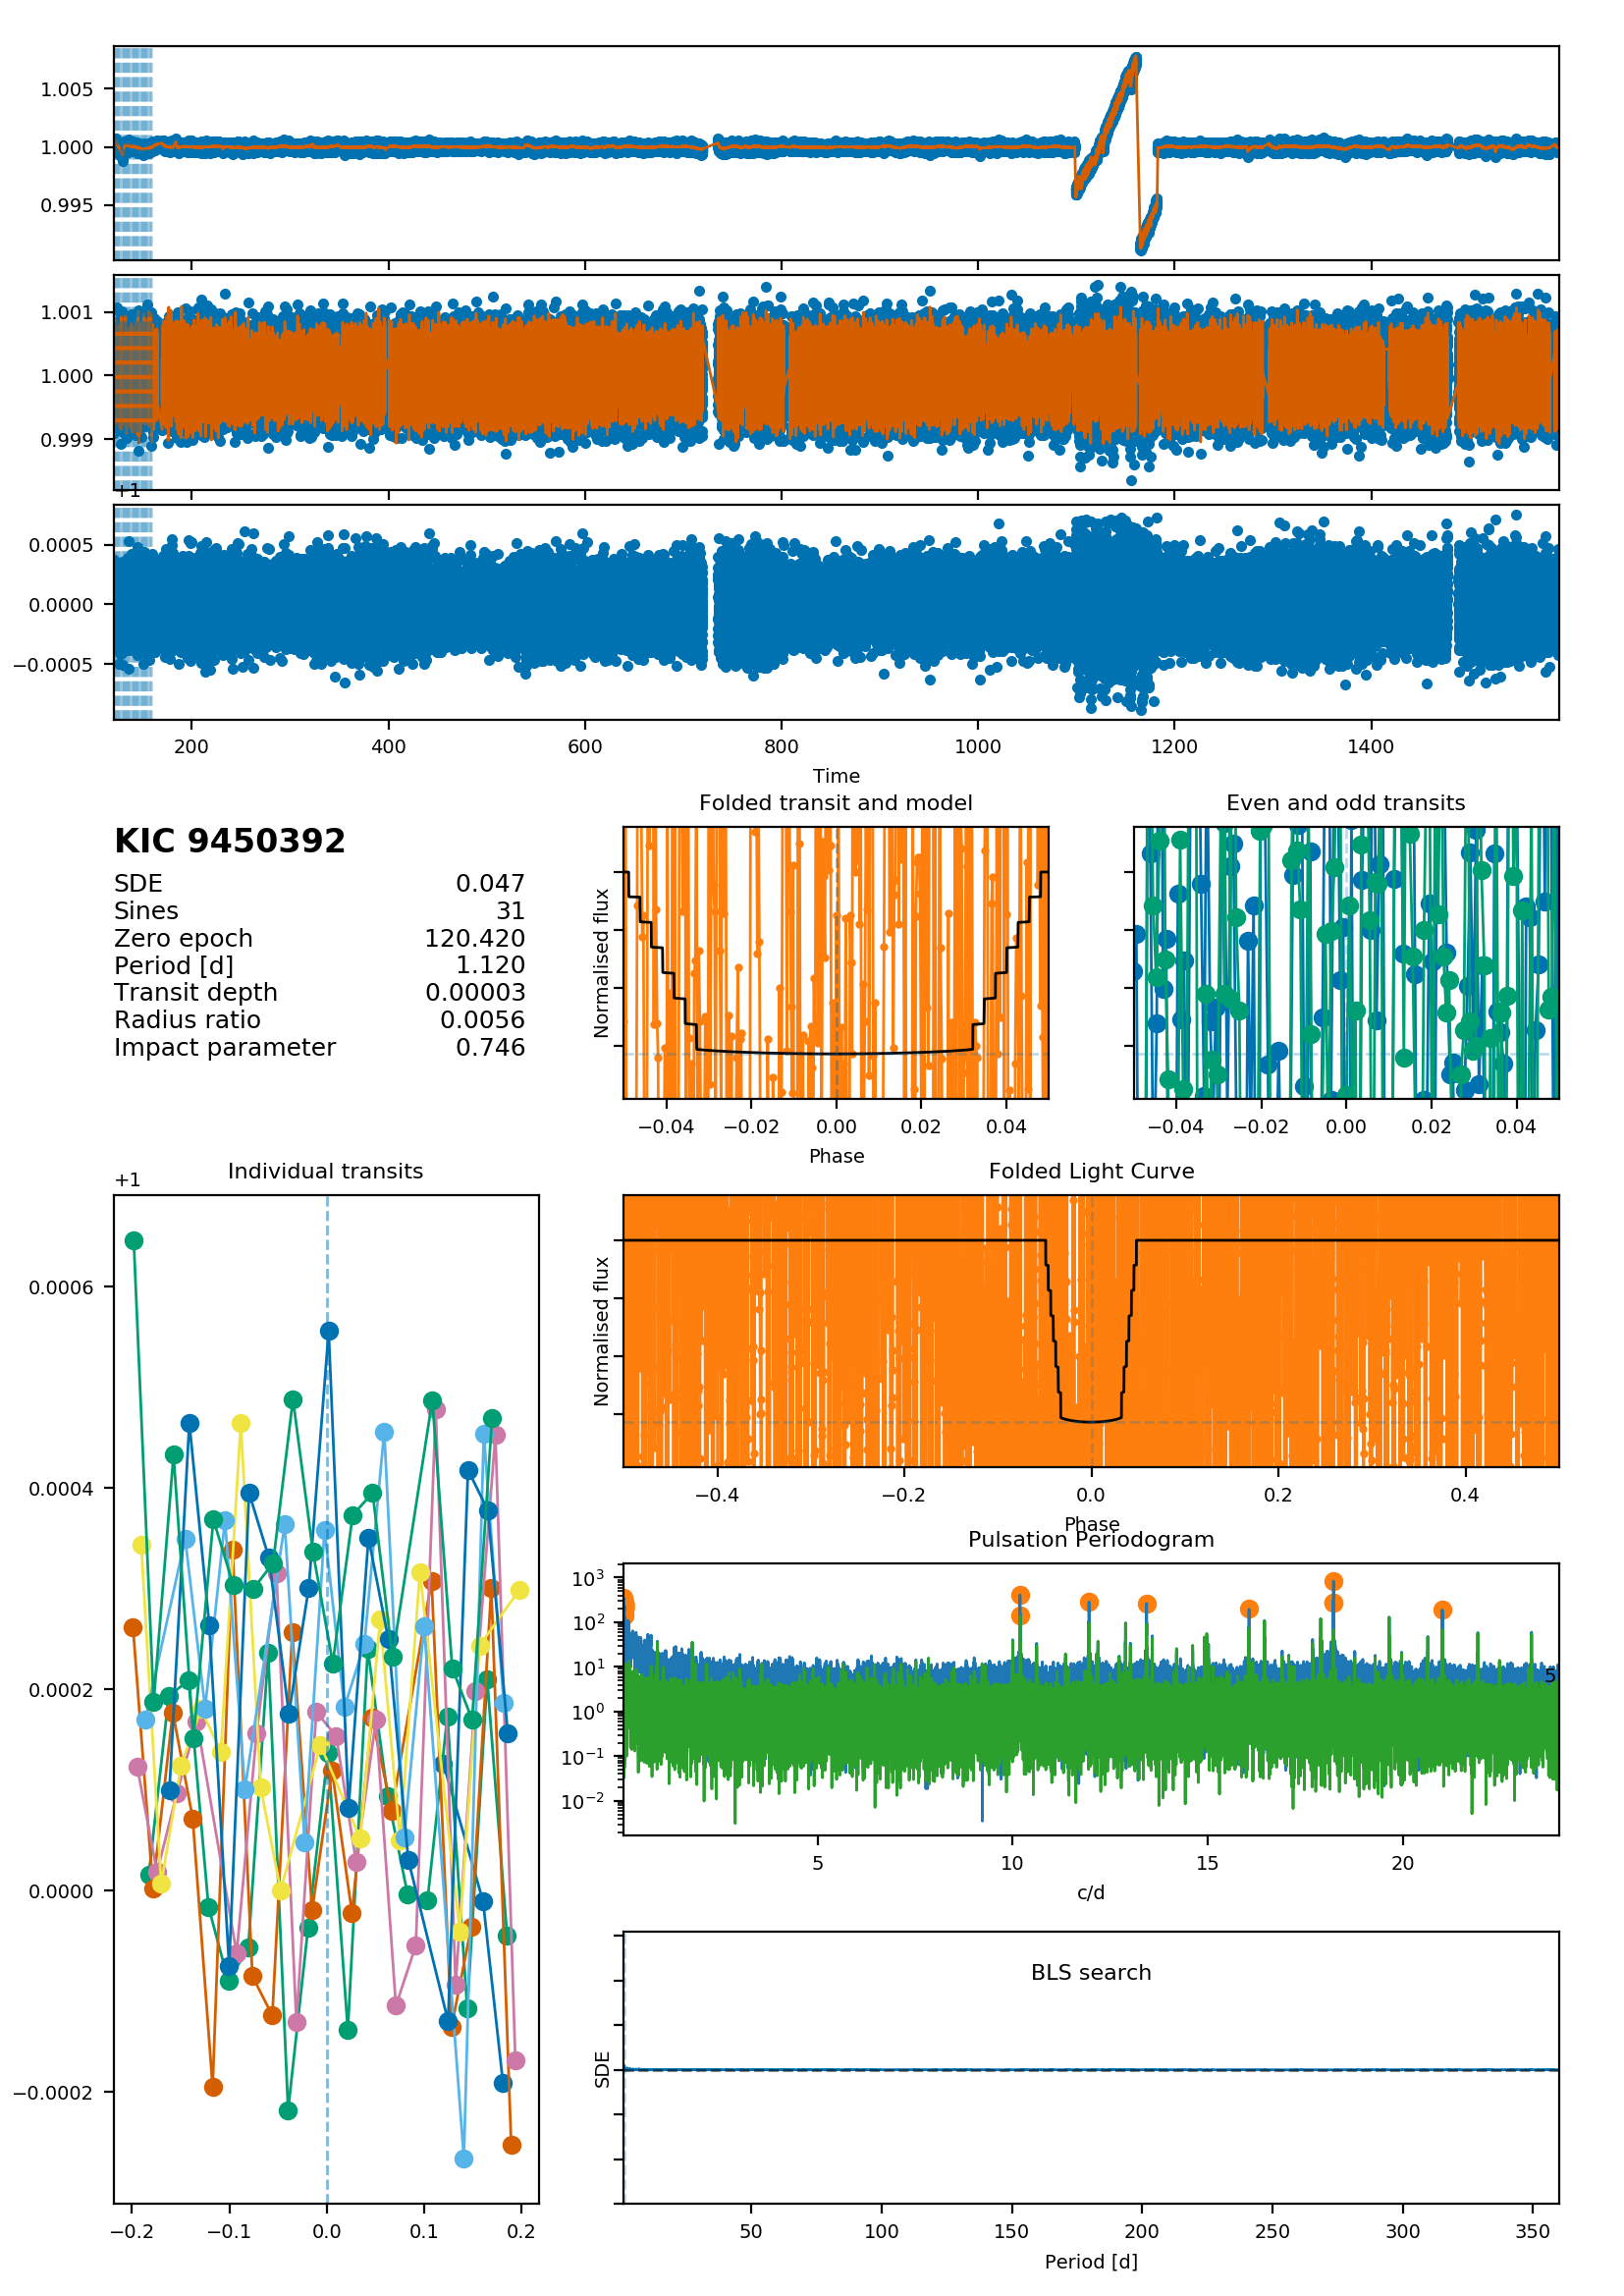 1.005
1.000
0.995
1.001
1.000
0.999
+1
0.0005
0.0000
−0.0005
200 400 600 800 1000 1200 1400
Time
KIC 9450392
SDE 0.047
Sines 31
Zero epoch 120.420
Period [d] 1.120
Transit depth 0.00003
Radius ratio 0.0056
Impact parameter 0.746
Folded transit and model
Normalised flux
−0.04 −0.02 0.00 0.02 0.04
Phase
Even and odd transits
−0.04 −0.02 0.00 0.02 0.04
Individual transits
+1
0.0006
0.0004
0.0002
0.0000
−0.0002
−0.2 −0.1 0.0 0.1 0.2
Folded Light Curve
Normalised flux
−0.4 −0.2 0.0 0.2 0.4
Phase
Pulsation Periodogram
10³
10²
10¹
10⁰
10⁻¹
10⁻²
5
5 10 15 20
c/d
BLS search
SDE
50 100 150 200 250 300 350
Period [d]